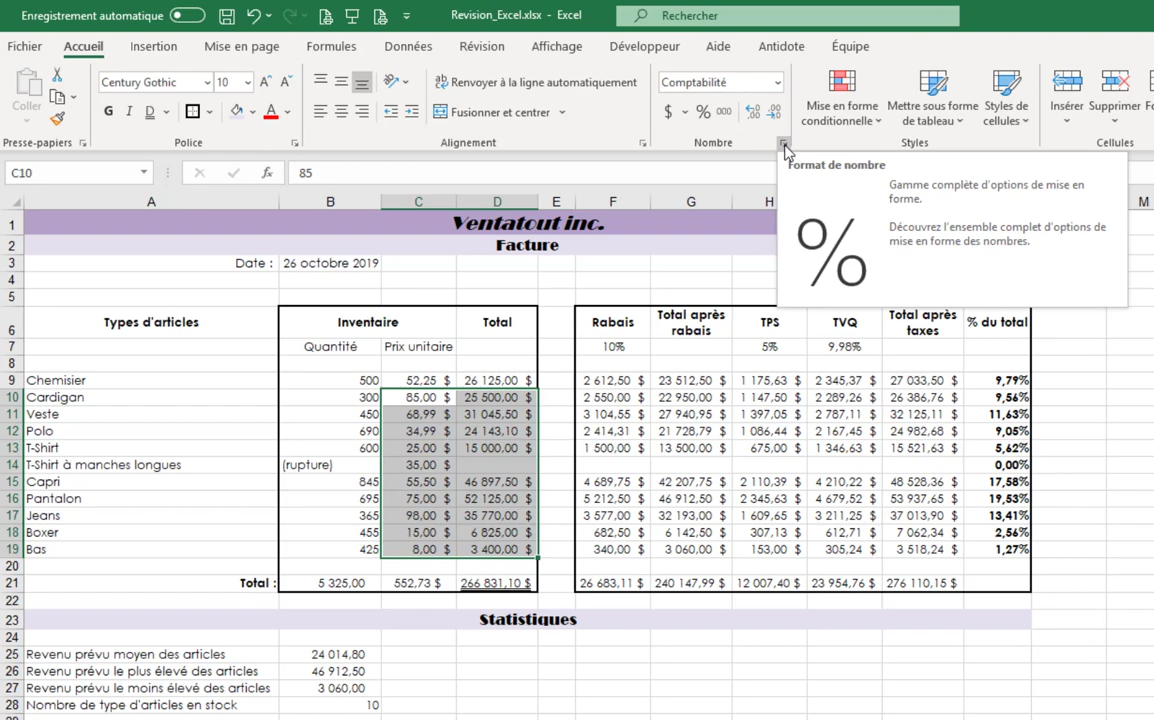 Enregistrement automatique
Revision_Excel.xlsx - Excel
Rechercher
Fichier Accueil Insertion Mise en page Formules Données Révision Affichage Développeur Aide Antidote Équipe
Century Gothic 10 Renvoyer à la ligne automatiquement Comptabilité
Coller
G I D Fusionner et centrer $ % 000
Mise en forme conditionnelle
Mettre sous forme de tableau
Styles de cellules
Insérer Supprimer
Presse-papiers Police Alignement Nombre Styles Cellules
C10 fx 85
Format de nombre
Gamme complète d'options de mise en forme.
Découvrez l'ensemble complet d'options de mise en forme des nombres.
%
A B C D E F G H M
1 Ventatout inc.
2 Facture
3 Date : 26 octobre 2019
4
5
6 Types d'articles Inventaire Total Rabais Total après rabais TPS TVQ Total après taxes % du total
7 Quantité Prix unitaire 10% 5% 9,98%
8
9 Chemisier 500 52,25 $ 26 125,00 $ 2 612,50 $ 23 512,50 $ 1 175,63 $ 2 345,37 $ 27 033,50 $ 9,79%
10 Cardigan 300 85,00 $ 25 500,00 $ 2 550,00 $ 22 950,00 $ 1 147,50 $ 2 289,26 $ 26 386,76 $ 9,56%
11 Veste 450 68,99 $ 31 045,50 $ 3 104,55 $ 27 940,95 $ 1 397,05 $ 2 787,11 $ 32 125,11 $ 11,63%
12 Polo 690 34,99 $ 24 143,10 $ 2 414,31 $ 21 728,79 $ 1 086,44 $ 2 167,45 $ 24 982,68 $ 9,05%
13 T-Shirt 600 25,00 $ 15 000,00 $ 1 500,00 $ 13 500,00 $ 675,00 $ 1 346,63 $ 15 521,63 $ 5,62%
14 T-Shirt à manches longues (rupture) 35,00 $ 0,00%
15 Capri 845 55,50 $ 46 897,50 $ 4 689,75 $ 42 207,75 $ 2 110,39 $ 4 210,22 $ 48 528,36 $ 17,58%
16 Pantalon 695 75,00 $ 52 125,00 $ 5 212,50 $ 46 912,50 $ 2 345,63 $ 4 679,52 $ 53 937,65 $ 19,53%
17 Jeans 365 98,00 $ 35 770,00 $ 3 577,00 $ 32 193,00 $ 1 609,65 $ 3 211,25 $ 37 013,90 $ 13,41%
18 Boxer 455 15,00 $ 6 825,00 $ 682,50 $ 6 142,50 $ 307,13 $ 612,71 $ 7 062,34 $ 2,56%
19 Bas 425 8,00 $ 3 400,00 $ 340,00 $ 3 060,00 $ 153,00 $ 305,24 $ 3 518,24 $ 1,27%
20
21 Total : 5 325,00 552,73 $ 266 831,10 $ 26 683,11 $ 240 147,99 $ 12 007,40 $ 23 954,76 $ 276 110,15 $
22
23 Statistiques
24
25 Revenu prévu moyen des articles 24 014,80
26 Revenu prévu le plus élevé des articles 46 912,50
27 Revenu prévu le moins élevé des articles 3 060,00
28 Nombre de type d'articles en stock 10